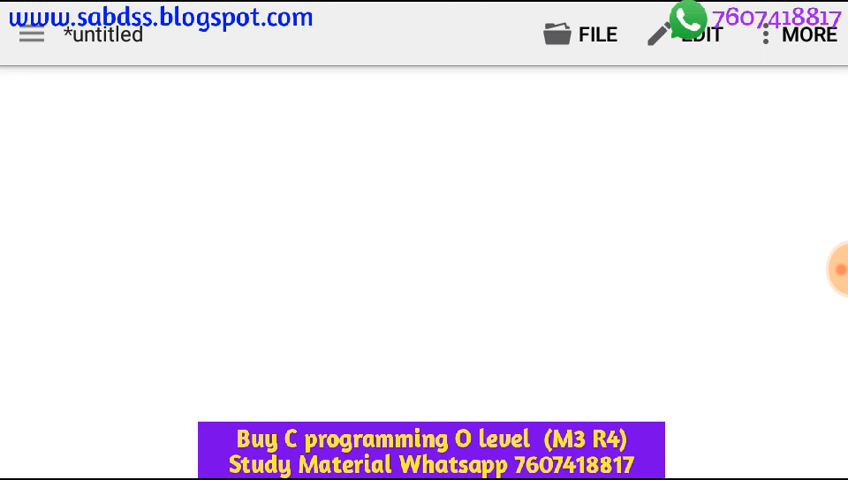 www.sabdss.blogspot.com
7607418817
*untitled
FILE
EDIT
MORE
Buy C programming O level (M3 R4)
Study Material Whatsapp 7607418817